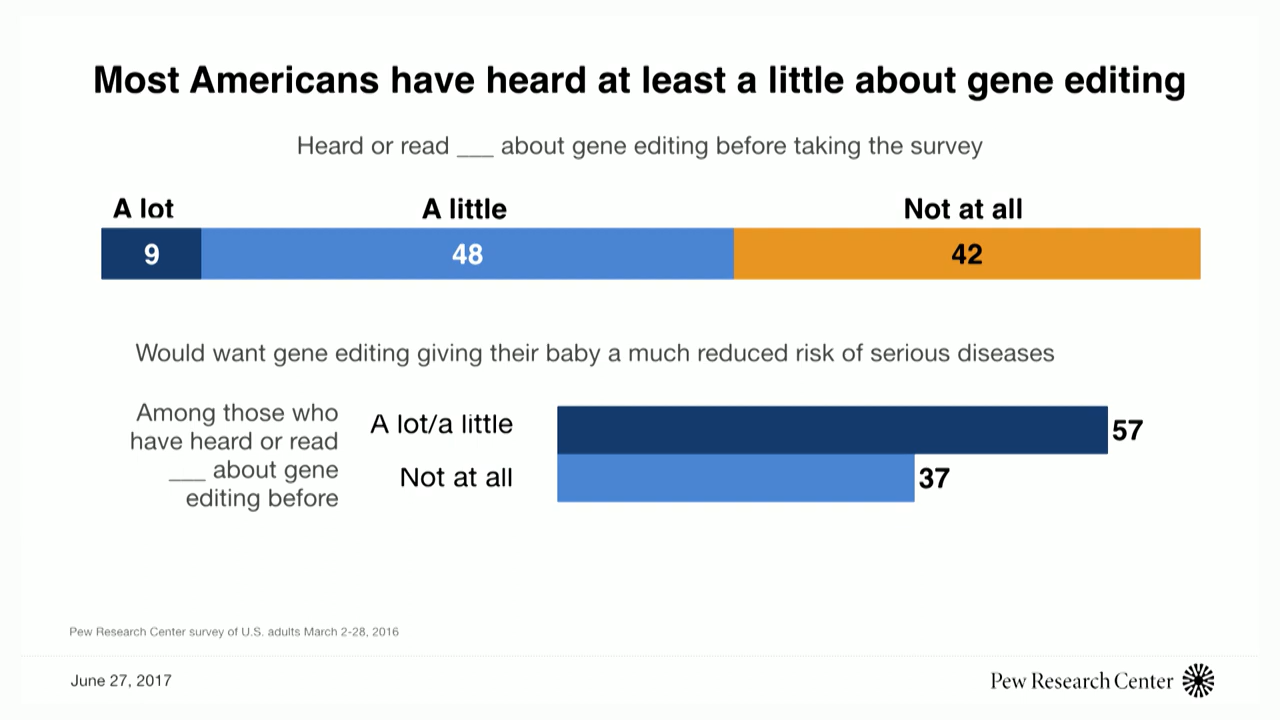 Most Americans have heard at least a little about gene editing
Heard or read ___ about gene editing before taking the survey
A lot A little Not at all
9 48 42
Would want gene editing giving their baby a much reduced risk of serious diseases
Among those who
have heard or read
___ about gene
editing before
A lot/a little 57
Not at all 37
Pew Research Center survey of U.S. adults March 2-28, 2016
June 27, 2017
Pew Research Center